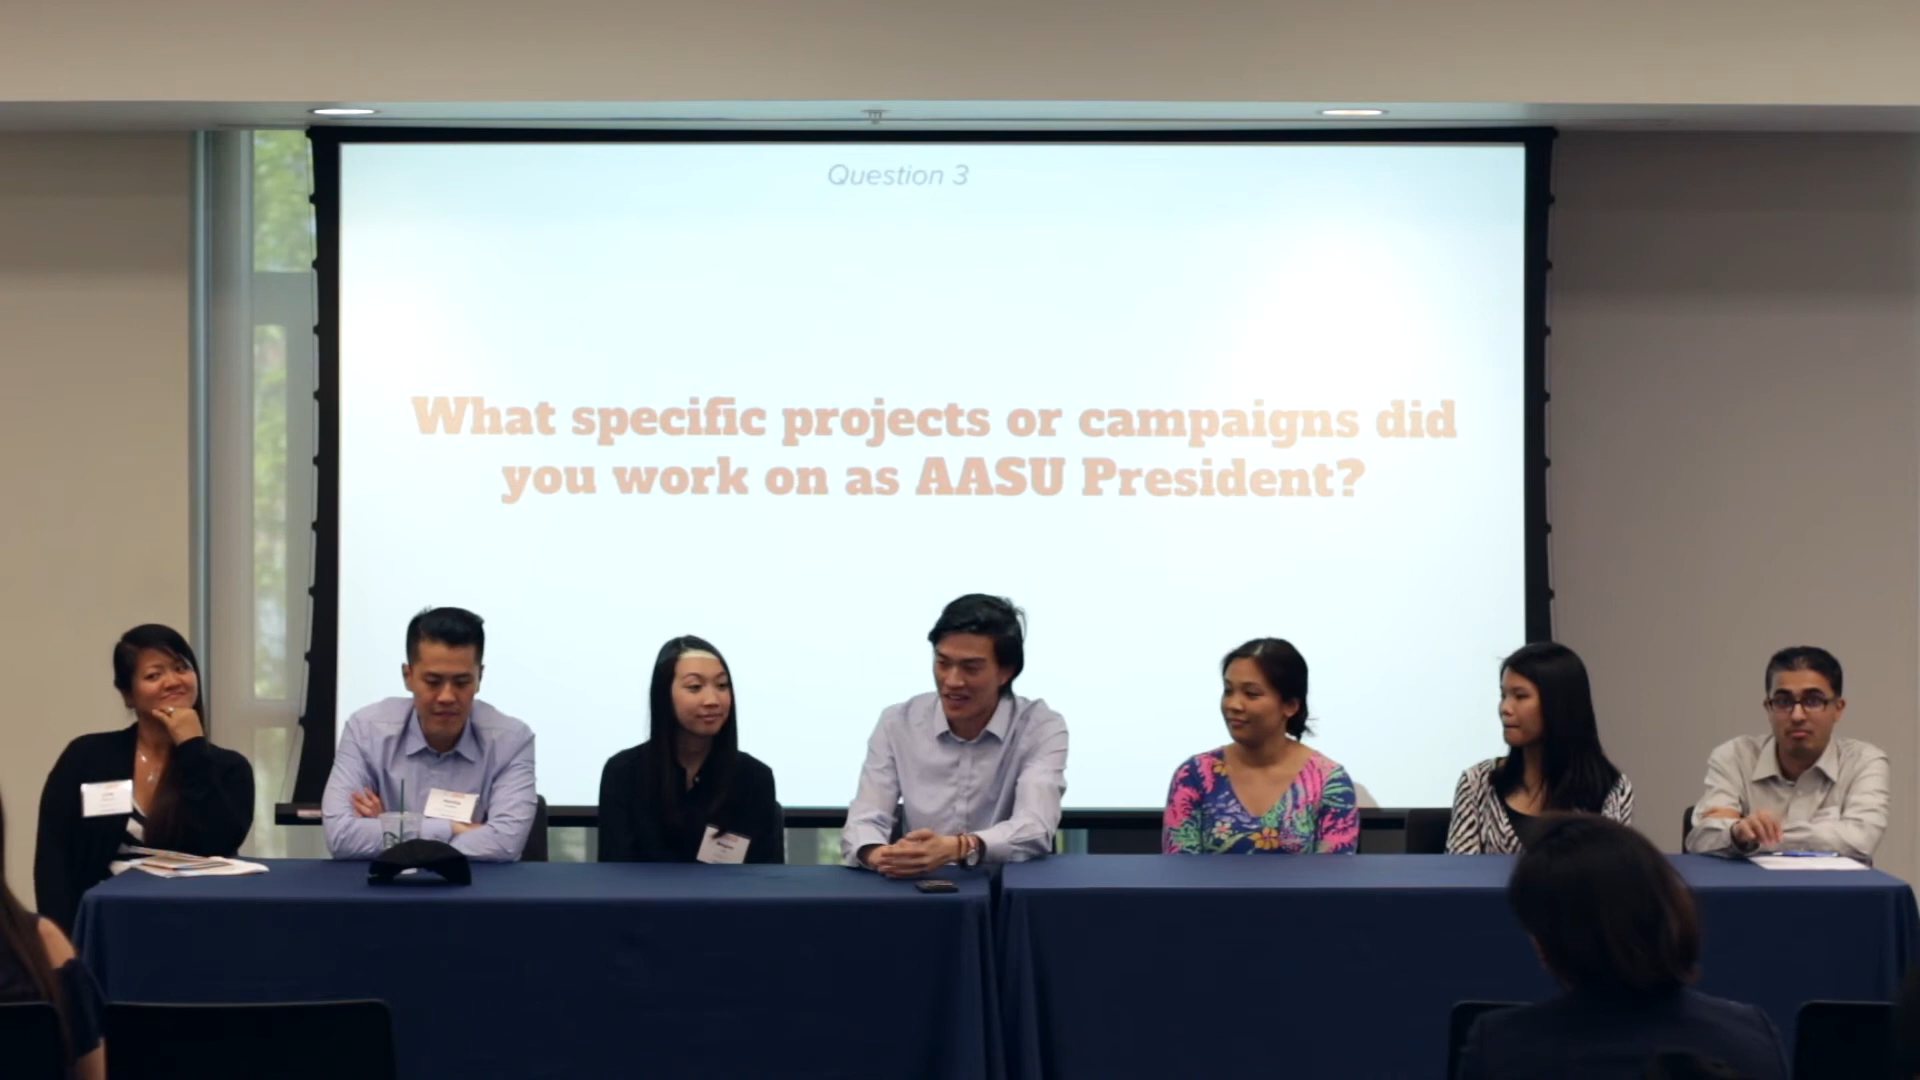 Question 3
What specific projects or campaigns did
you work on as AASU President?